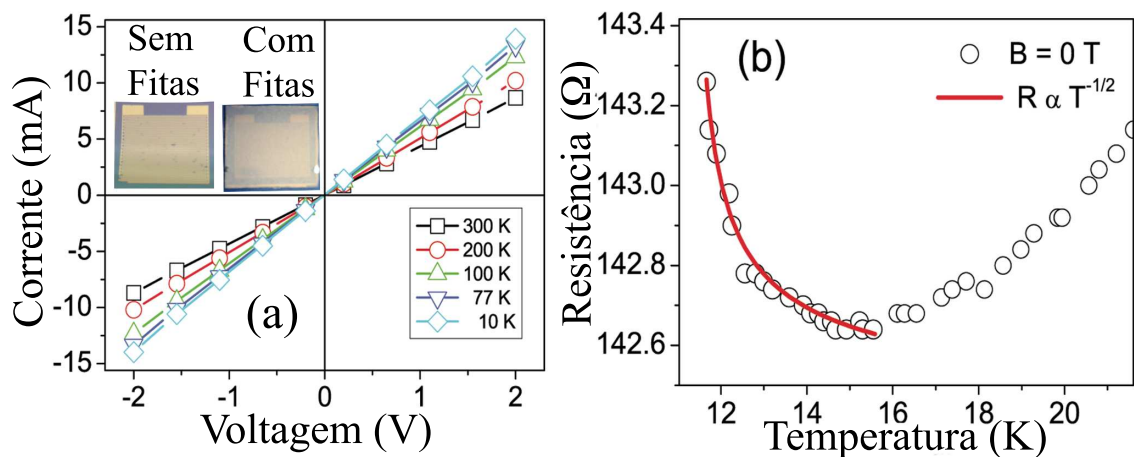 Sem
Fitas
Com
Fitas
15
10
5
0
-5
-10
-15
Corrente (mA)
300 K
200 K
100 K
77 K
10 K
(a)
-2
-1
0
1
2
Voltagem (V)
143.4
143.2
143.0
142.8
142.6
Resistência (Ω)
(b)
B = 0 T
R α T⁻¹/²
12
14
16
18
20
Temperatura (K)